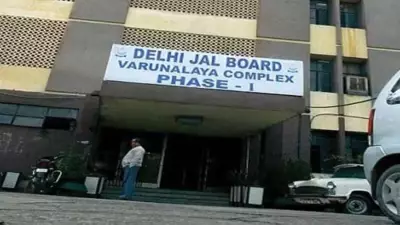 DELHI JAL BOARD
VARUNALAYA COMPLEX
PHASE - I